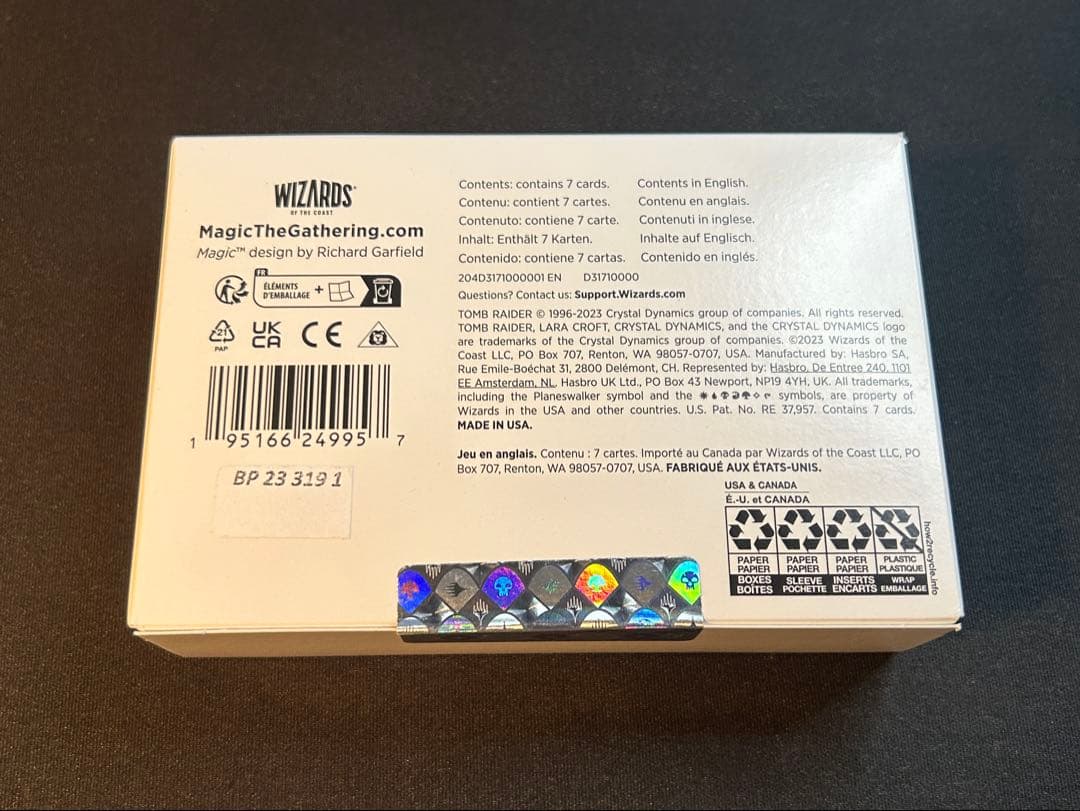 WIZARDS
OF THE COAST
MagicTheGathering.com
Magic™ design by Richard Garfield
FR
ÉLÉMENTS
D'EMBALLAGE
+
21
PAP
UK
CA
CE
1 95166 24995 7
BP 23 319 1
Contents: contains 7 cards. Contents in English.
Contenu: contient 7 cartes. Contenu en anglais.
Contenuto: contiene 7 carte. Contenuti in inglese.
Inhalt: Enthält 7 Karten. Inhalte auf Englisch.
Contenido: contiene 7 cartas. Contenido en inglés.
204D3171000001 EN D31710000
Questions? Contact us: Support.Wizards.com
TOMB RAIDER © 1996-2023 Crystal Dynamics group of companies. All rights reserved.
TOMB RAIDER, LARA CROFT, CRYSTAL DYNAMICS, and the CRYSTAL DYNAMICS logo
are trademarks of the Crystal Dynamics group of companies. ©2023 Wizards of the
Coast LLC, PO Box 707, Renton, WA 98057-0707, USA. Manufactured by: Hasbro SA,
Rue Emile-Boéchat 31, 2800 Delémont, CH. Represented by: Hasbro, De Entree 240, 1101
EE Amsterdam, NL, Hasbro UK Ltd., PO Box 43 Newport, NP19 4YH, UK. All trademarks,
including the Planeswalker symbol and the symbols, are property of
Wizards in the USA and other countries. U.S. Pat. No. RE 37,957. Contains 7 cards.
MADE IN USA.
Jeu en anglais. Contenu : 7 cartes. Importé au Canada par Wizards of the Coast LLC, PO
Box 707, Renton, WA 98057-0707, USA. FABRIQUÉ AUX ÉTATS-UNIS.
USA & CANADA
É.-U. et CANADA
PAPER PAPER PAPER PLASTIC
PAPIER PAPIER PAPIER PLASTIQUE
BOXES SLEEVE INSERTS WRAP
BOÎTES POCHETTE ENCARTS EMBALLAGE
how2recycle.info